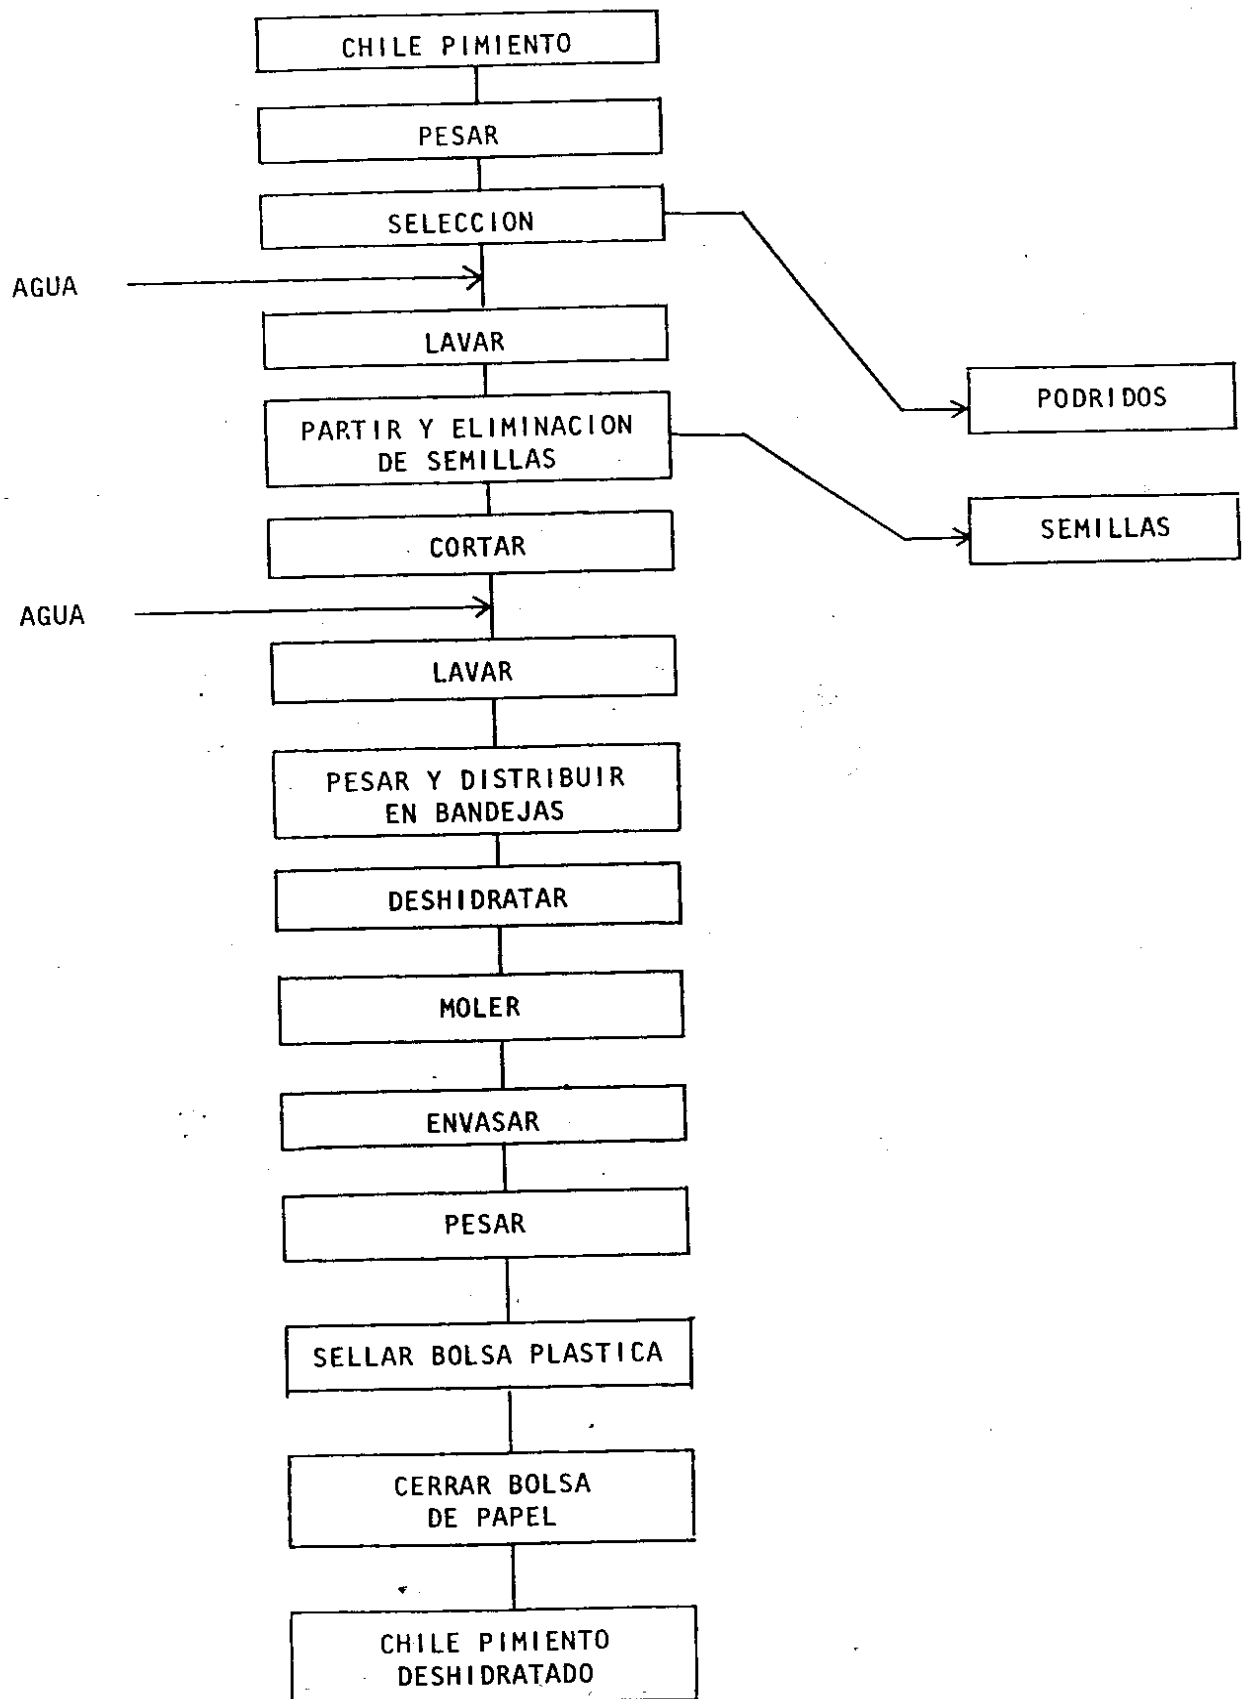 CHILE PIMIENTO
PESAR
SELECCION
AGUA
LAVAR
PODRIDOS
PARTIR Y ELIMINACION
DE SEMILLAS
SEMILLAS
CORTAR
AGUA
LAVAR
PESAR Y DISTRIBUIR
EN BANDEJAS
DESHIDRATAR
MOLER
ENVASAR
PESAR
SELLAR BOLSA PLASTICA
CERRAR BOLSA
DE PAPEL
CHILE PIMIENTO
DESHIDRATADO